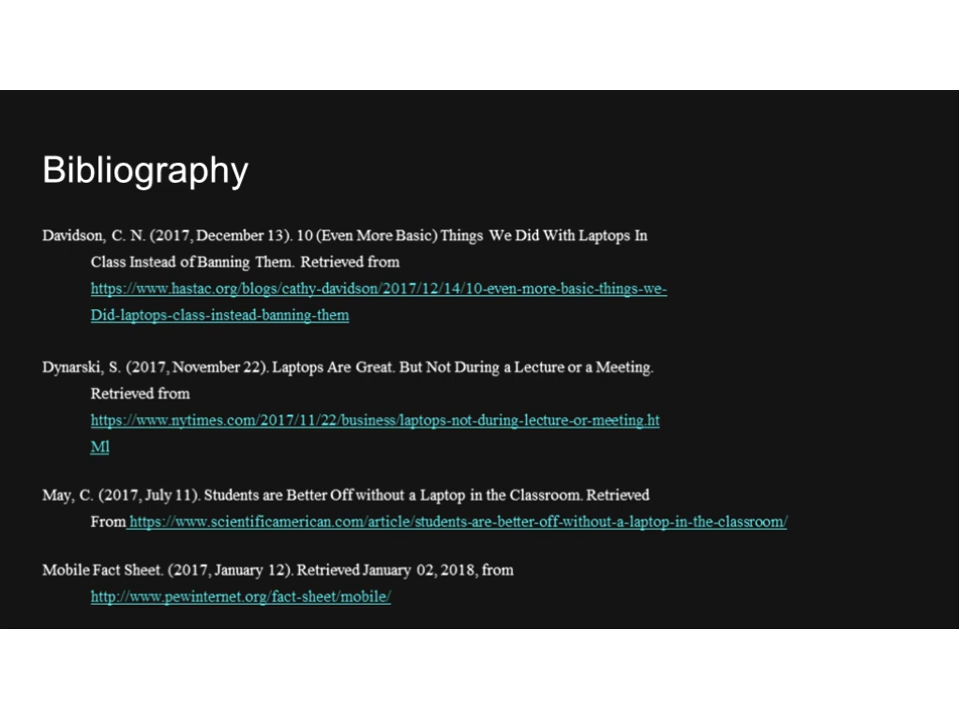 Bibliography
Davidson, C. N. (2017, December 13). 10 (Even More Basic) Things We Did With Laptops In
Class Instead of Banning Them. Retrieved from
https://www.hastac.org/blogs/cathy-davidson/2017/12/14/10-even-more-basic-things-we-
Did-laptops-class-instead-banning-them
Dynarski, S. (2017, November 22). Laptops Are Great. But Not During a Lecture or a Meeting.
Retrieved from
https://www.nytimes.com/2017/11/22/business/laptops-not-during-lecture-or-meeting.ht
Ml
May, C. (2017, July 11). Students are Better Off without a Laptop in the Classroom. Retrieved
From https://www.scientificamerican.com/article/students-are-better-off-without-a-laptop-in-the-classroom/
Mobile Fact Sheet. (2017, January 12). Retrieved January 02, 2018, from
http://www.pewinternet.org/fact-sheet/mobile/